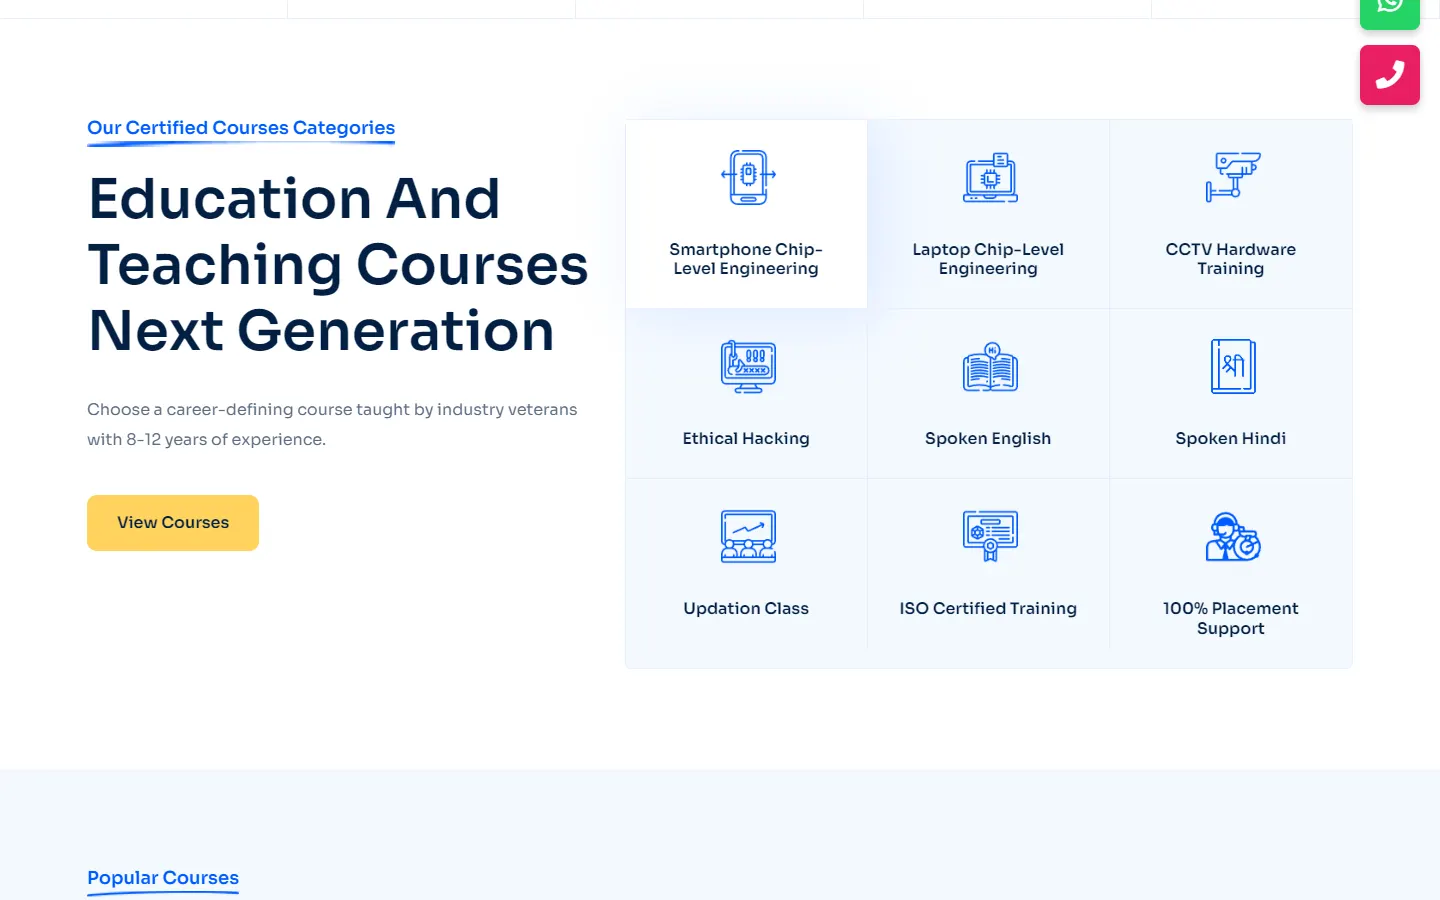 Our Certified Courses Categories
Education And
Teaching Courses
Next Generation
Choose a career-defining course taught by industry veterans
with 8-12 years of experience.
View Courses
Smartphone Chip-
Level Engineering
Laptop Chip-Level
Engineering
CCTV Hardware
Training
Ethical Hacking
Hi
Spoken English
श्री
Spoken Hindi
Updation Class
ISO Certified Training
100% Placement
Support
Popular Courses